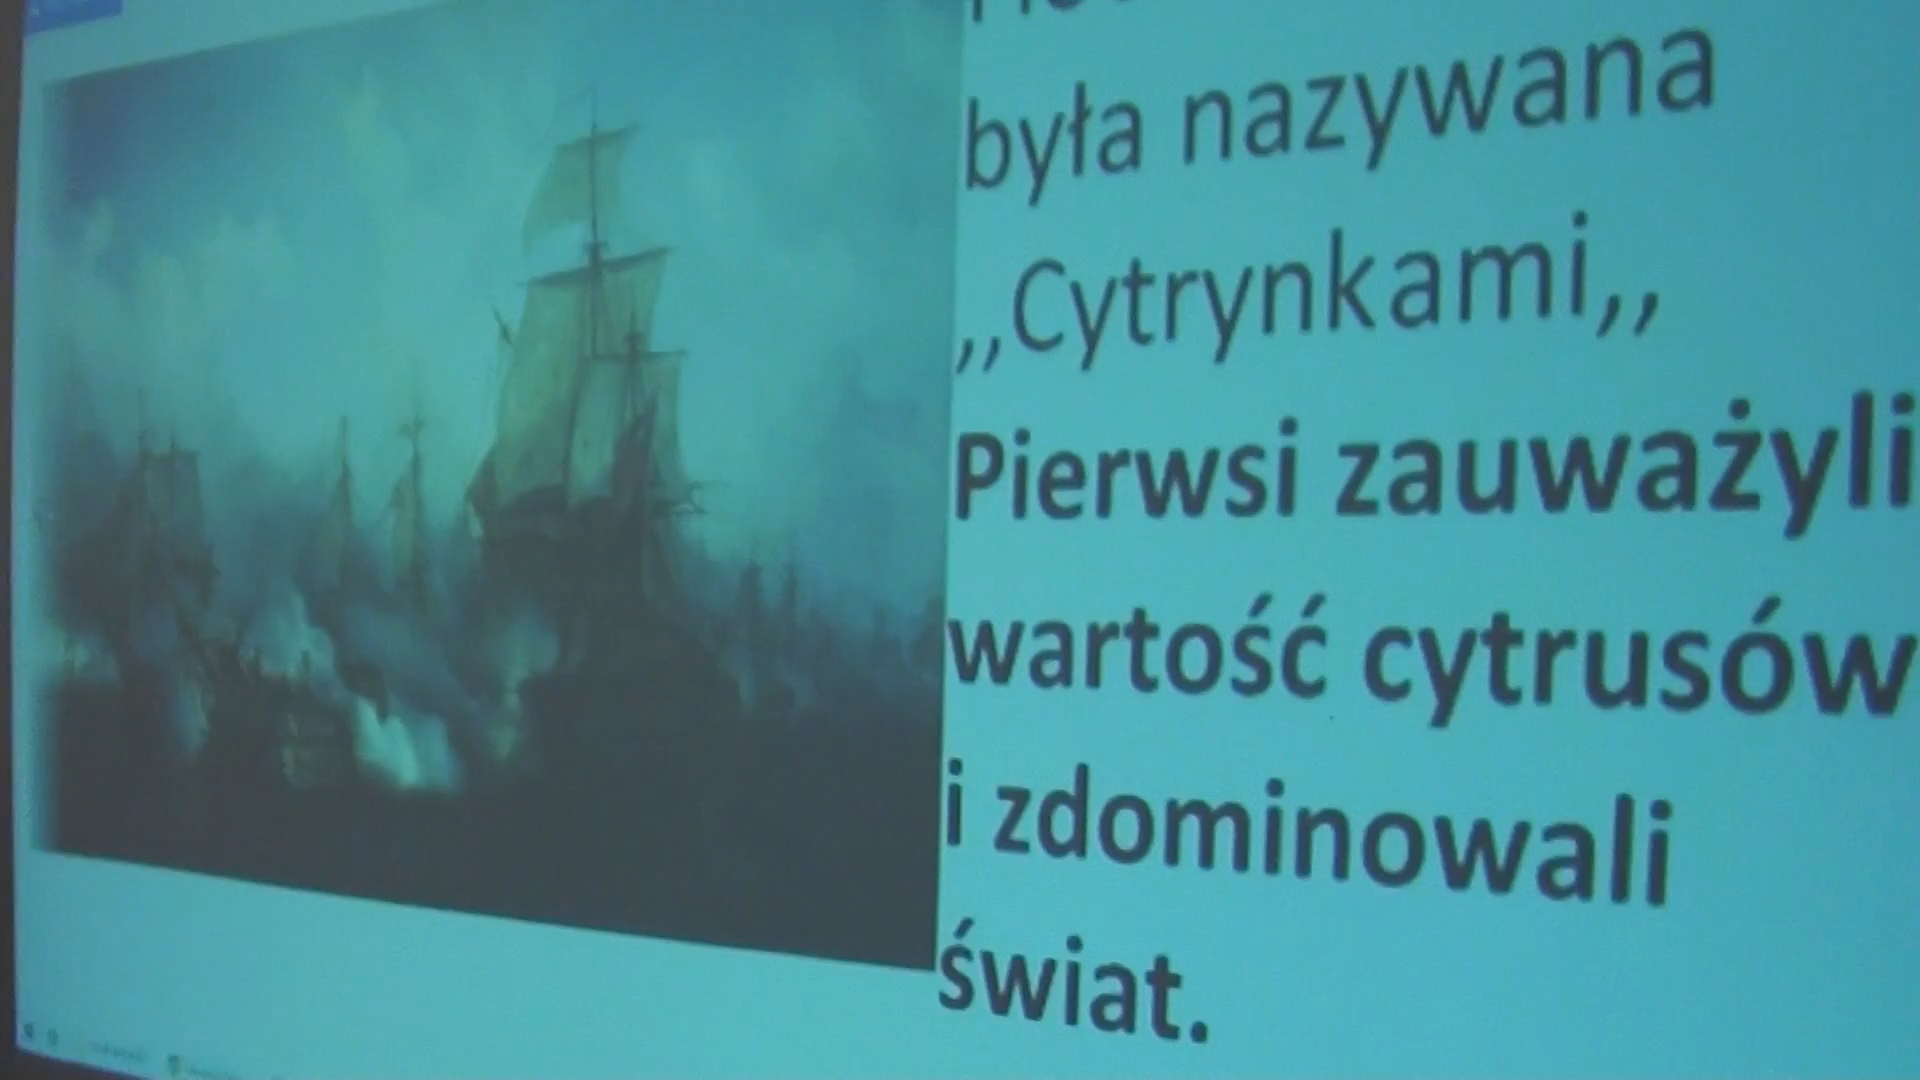 była nazywana
,,Cytrynkami,,
Pierwsi zauważyli
wartość cytrusów
i zdominowali
świat.